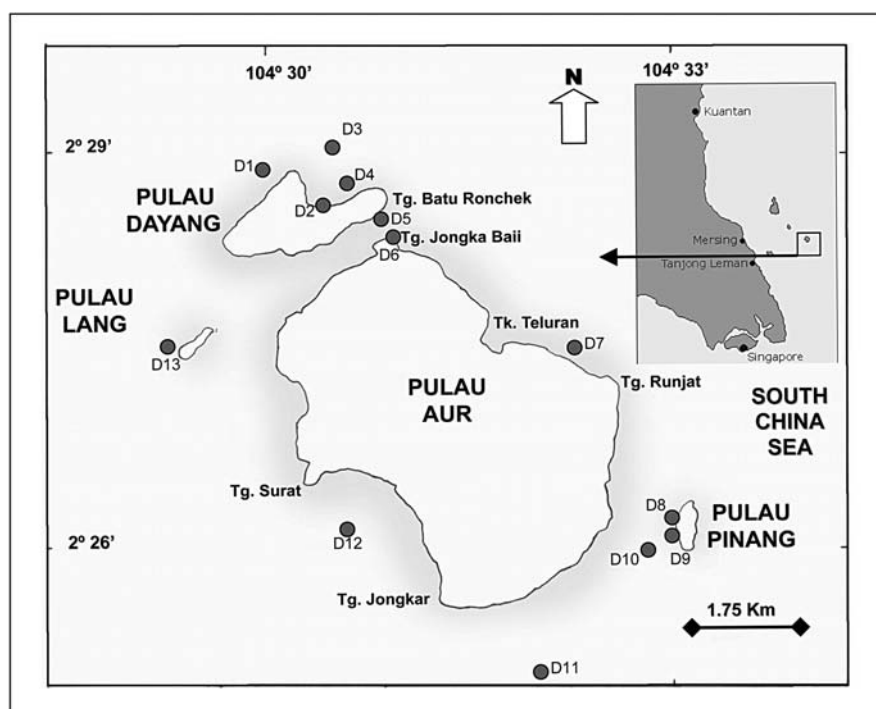 104° 30’
104° 33’
N
Kuantan
2° 29’
D3
D1
D4
PULAU
DAYANG
D2
Tg. Batu Ronchek
D5
Tg. Jongka Baii
D6
Mersing
Tanjong Leman
PULAU
LANG
Tk. Teluran
D7
D13
Singapore
Tg. Runjat
PULAU
AUR
SOUTH
CHINA
SEA
Tg. Surat
D8
PULAU
PINANG
D12
2° 26’
D10
D9
Tg. Jongkar
1.75 Km
D11